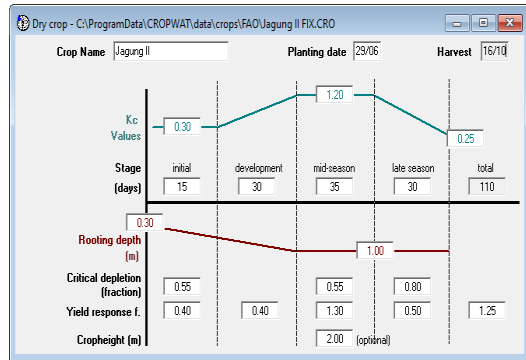 Dry crop - C:\ProgramData\CROPWAT\data\crops\FAO\Jagung II FIX.CRO
Crop Name Jagung II Planting date 29/06 Harvest 16/10
1.20
Kc 0.30
Values 0.25
Stage initial development mid-season late season total
(days) 15 30 35 30 110
0.30
Rooting depth 1.00
(m)
Critical depletion 0.55 0.55 0.80
(fraction)
Yield response f. 0.40 0.40 1.30 0.50 1.25
Cropheight (m) 2.00 (optional)